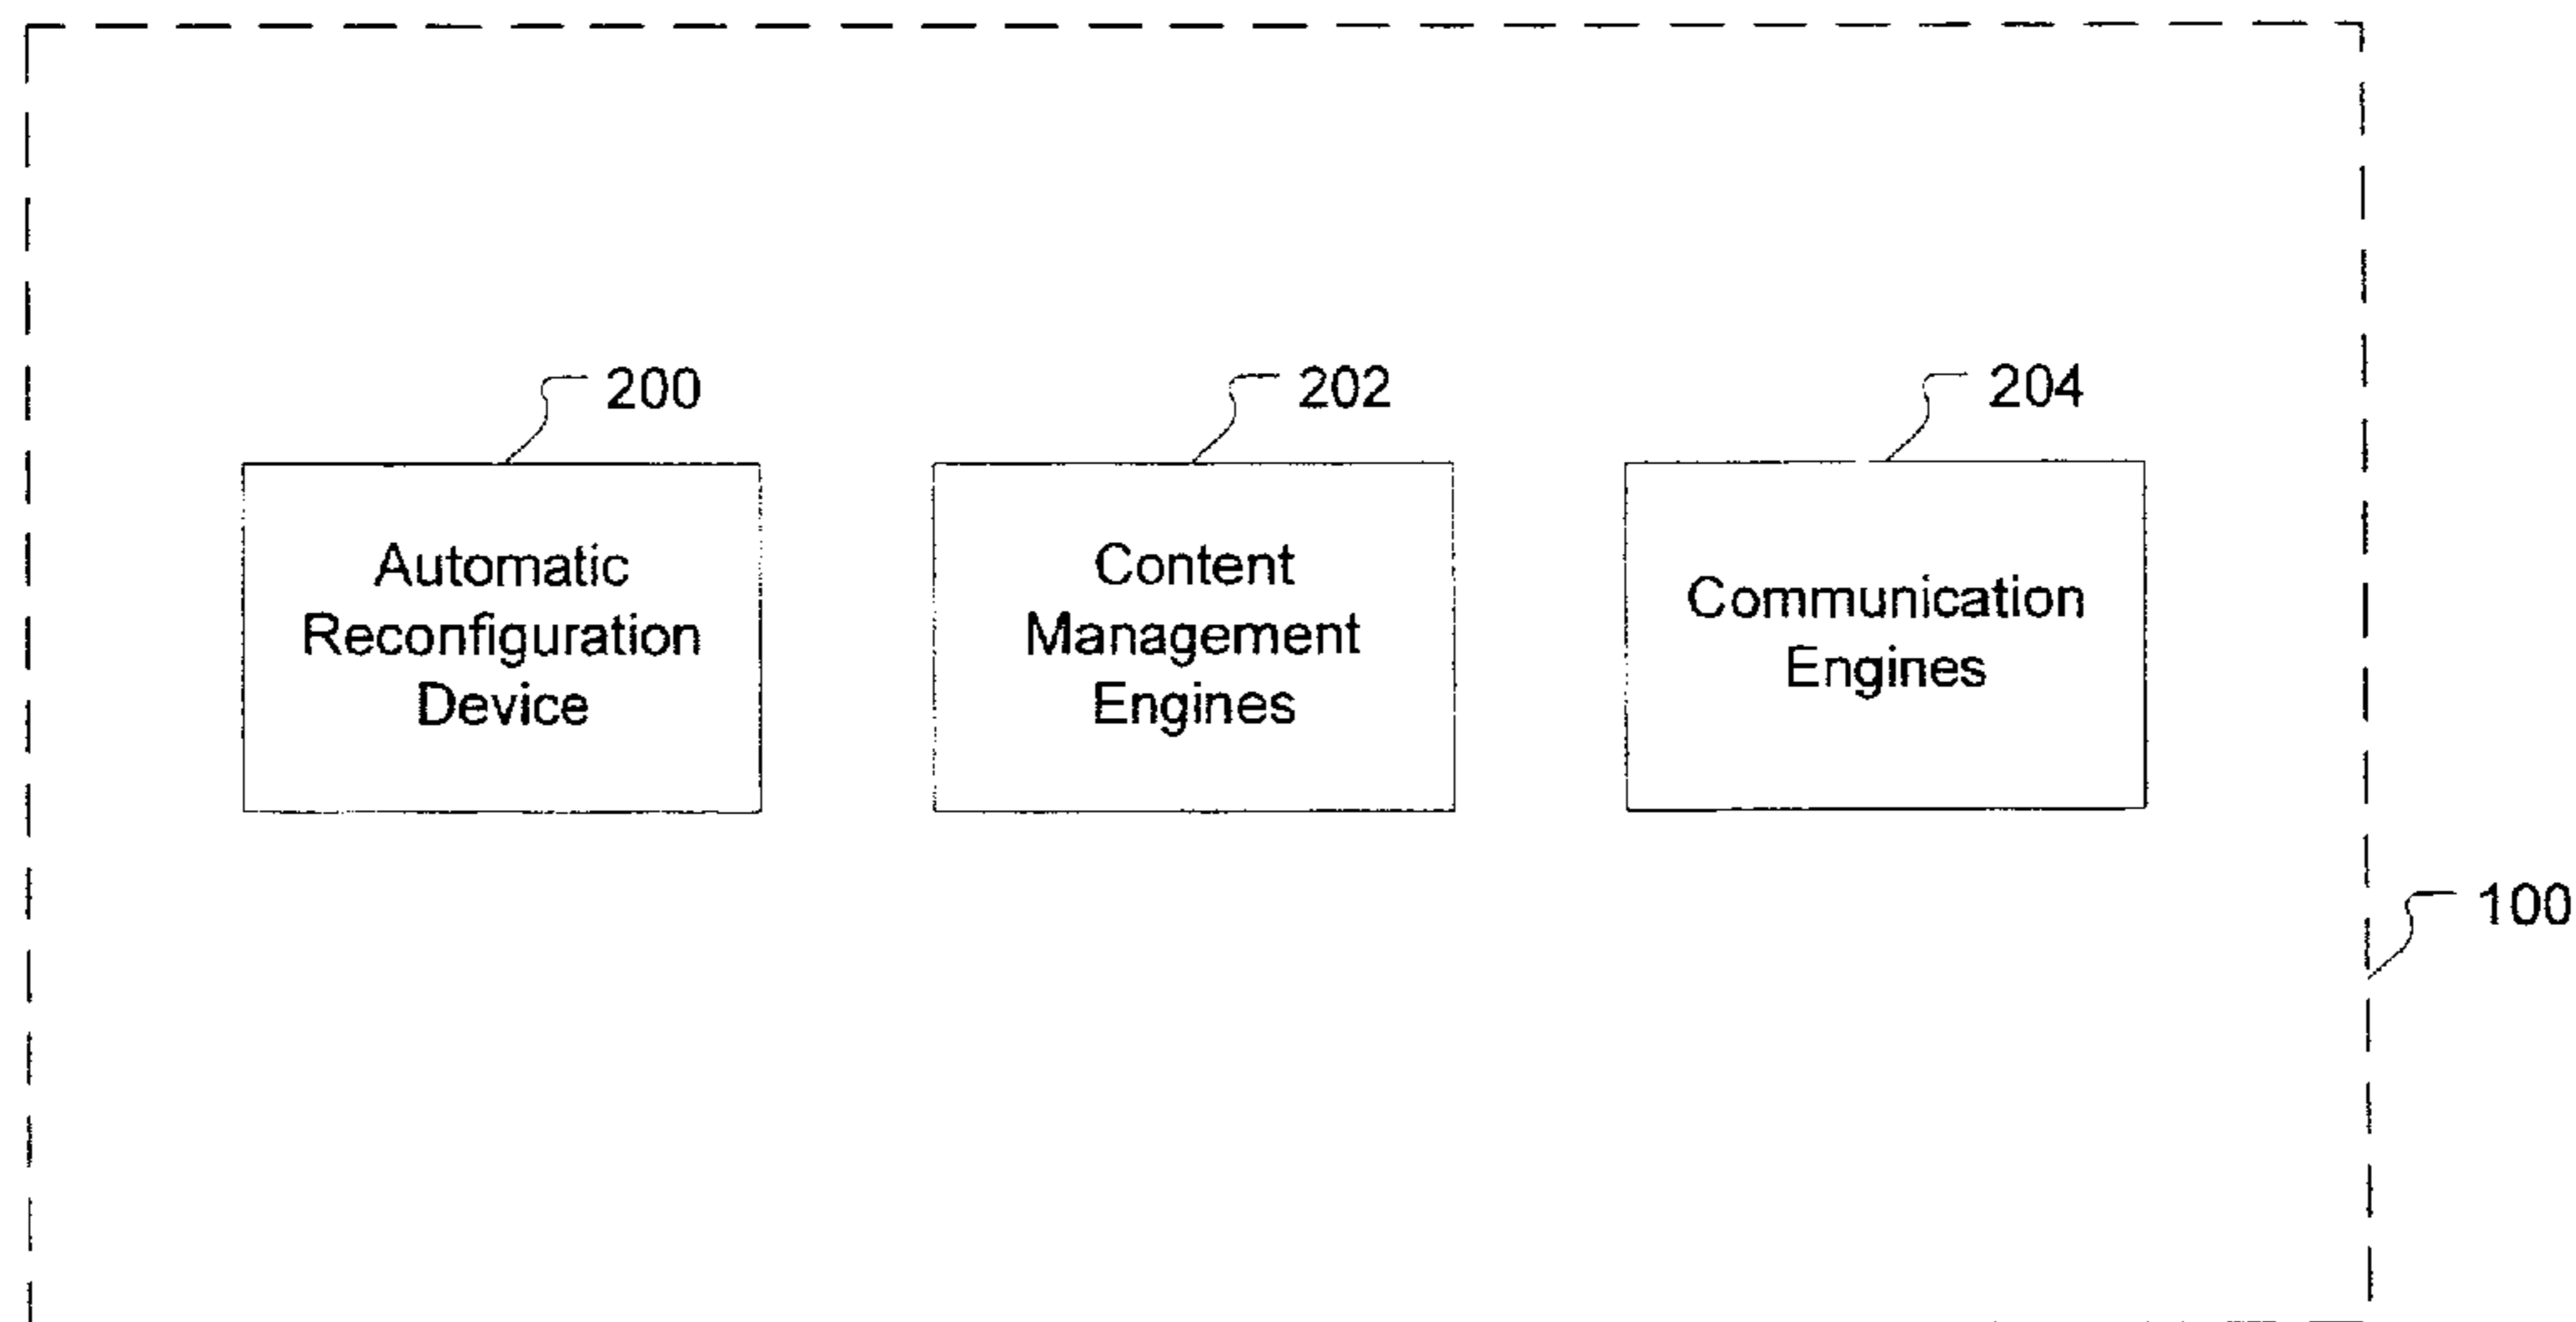 200
202
204
Automatic
Reconfiguration
Device
Content
Management
Engines
Communication
Engines
100